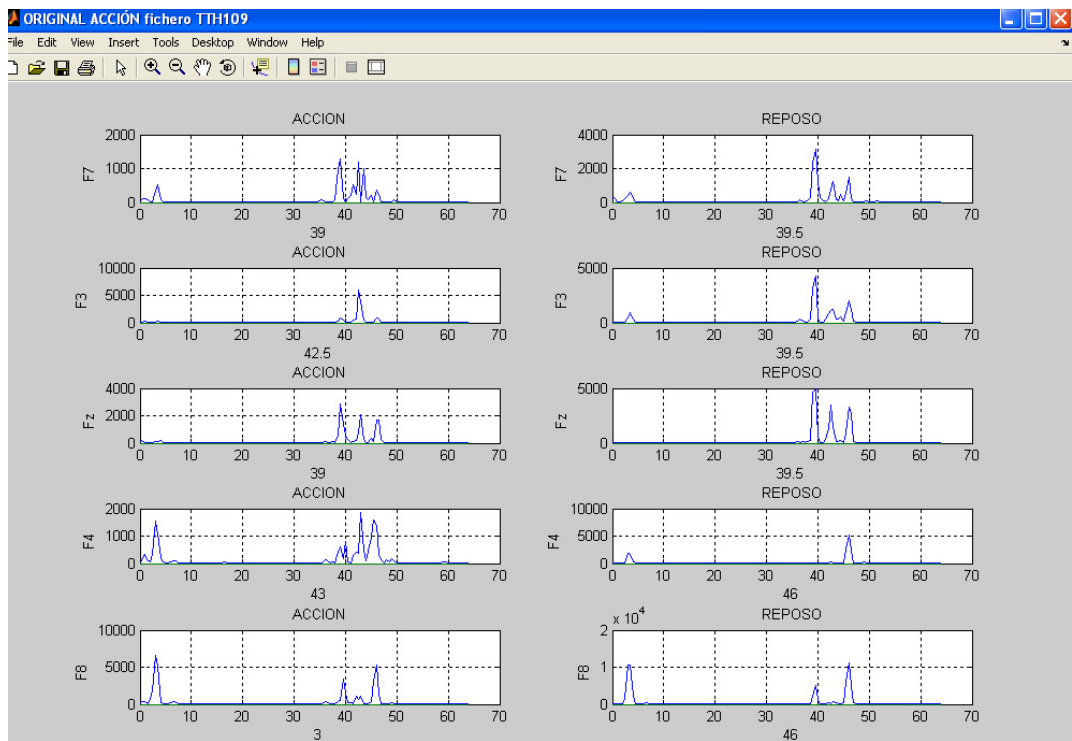 ORIGINAL ACCIÓN fichero TTH109
File Edit View Insert Tools Desktop Window Help
ACCION
F7
2000
1000
0
0 10 20 30 40 50 60 70
39
REPOSO
F7
4000
2000
0
0 10 20 30 40 50 60 70
39.5
ACCION
F3
10000
5000
0
0 10 20 30 40 50 60 70
42.5
REPOSO
F3
5000
0
0 10 20 30 40 50 60 70
39.5
ACCION
Fz
4000
2000
0
0 10 20 30 40 50 60 70
39
REPOSO
Fz
5000
0
0 10 20 30 40 50 60 70
39.5
ACCION
F4
2000
1000
0
0 10 20 30 40 50 60 70
43
REPOSO
F4
10000
5000
0
0 10 20 30 40 50 60 70
46
ACCION
F8
10000
5000
0
0 10 20 30 40 50 60 70
3
REPOSO
x 10^4
F8
2
1
0
0 10 20 30 40 50 60 70
46